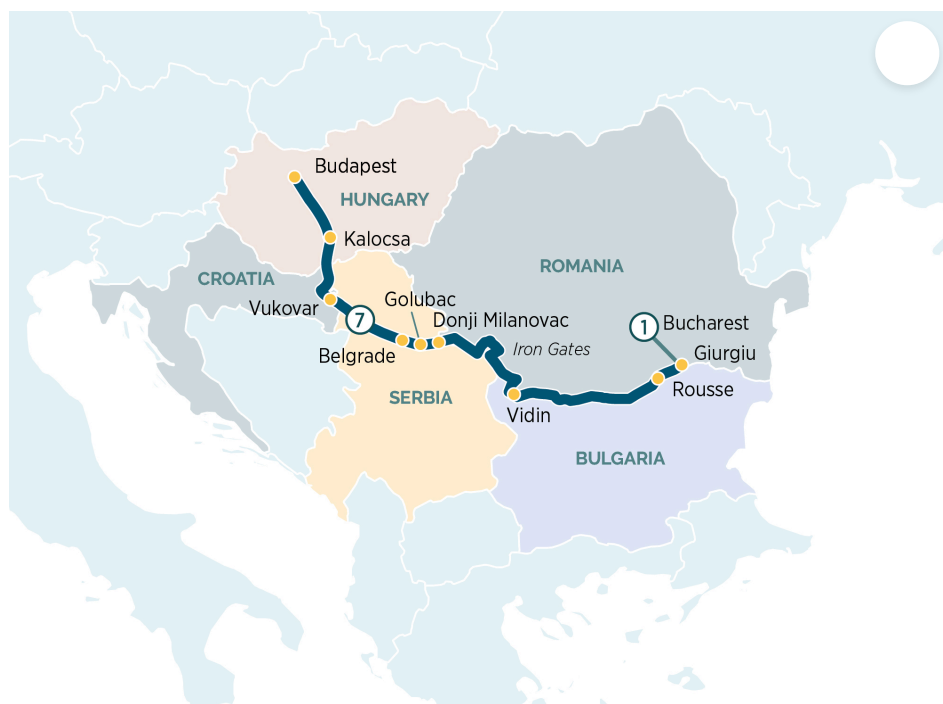 Budapest
HUNGARY
Kalocsa
ROMANIA
CROATIA
Golubac
Vukovar
7
Donji Milanovac
1
Bucharest
Iron Gates
Belgrade
Giurgiu
Rousse
SERBIA
Vidin
BULGARIA